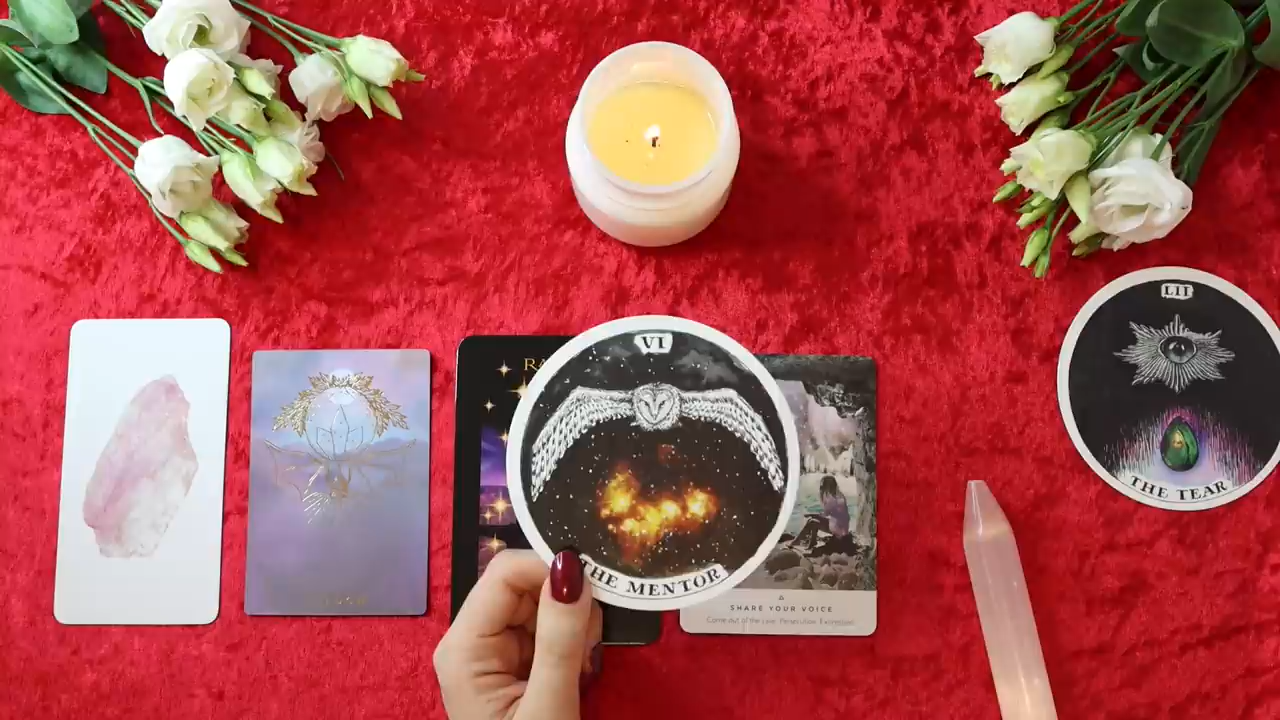 VI
THE MENTOR
LII
THE TEAR
SHARE YOUR VOICE
Come out of the cave. Persecution. Expression.